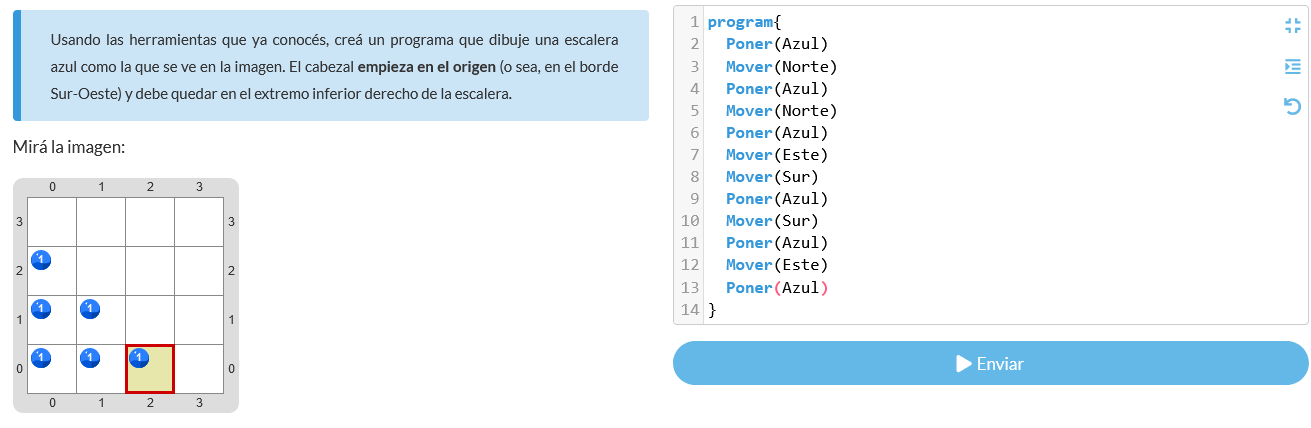 Usando las herramientas que ya conocés, creá un programa que dibuje una escalera
azul como la que se ve en la imagen. El cabezal empieza en el origen (o sea, en el borde
Sur-Oeste) y debe quedar en el extremo inferior derecho de la escalera.
Mirá la imagen:
0 1 2 3
3 3
1
2 2
1 1
1 1
1 1 1
0 0
0 1 2 3
1 program{
2 Poner(Azul)
3 Mover(Norte)
4 Poner(Azul)
5 Mover(Norte)
6 Poner(Azul)
7 Mover(Este)
8 Mover(Sur)
9 Poner(Azul)
10 Mover(Sur)
11 Poner(Azul)
12 Mover(Este)
13 Poner(Azul)
14 }
Enviar